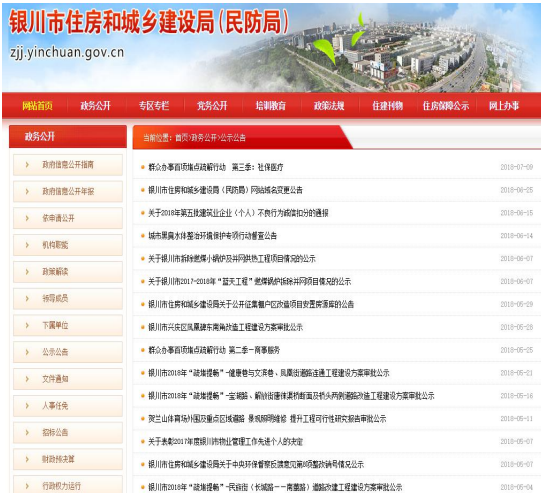 银川市住房和城乡建设局(民防局)
zjj.yinchuan.gov.cn
网站首页 政务公开 专区专栏 党务公开 培训教育 政策法规 住建刊物 住房保障公示 网上办事
政务公开
当前位置：首页>政务公开>公示公告
政府信息公开指南
政府信息公开年报
依申请公开
机构职能
政策解读
领导成员
下属单位
公示公告
文件通知
人事任免
招标公告
财政预决算
行政权力运行
群众办事百项堵点疏解行动 第三季：社保医疗 2018-07-09
银川市住房和城乡建设局（民防局）网站域名变更公告 2018-06-25
关于2018年第五批建筑业企业（个人）不良行为诚信扣分的通报 2018-06-15
城市黑臭水体整治环境保护专项行动督查公告 2018-06-14
关于银川市拆除燃煤小锅炉及并网供热工程项目情况的公示 2018-06-07
关于银川市2017-2018年“蓝天工程”燃煤锅炉拆除并网项目情况的公示 2018-06-07
银川市住房和城乡建设局关于公开征集棚户区改造项目安置房源库的公告 2018-05-29
银川市兴庆区凤凰碑东南角改造工程建设方案审批公示 2018-05-28
群众办事百项堵点疏解行动 第二季－商事服务 2018-05-25
银川市2018年“疏堵提畅”-健康巷与文萃巷、凤凰街道路连通工程建设方案审批公示 2018-05-21
银川市2018年“疏堵提畅”-宝湖路、解放街唐徕渠桥断面及桥头两侧道路改造工程建设方案审批公示 2018-05-16
贺兰山体育场外围及重点区域道路 景观照明维修 提升工程可行性研究报告审批公示 2018-05-11
关于表彰2017年度银川市物业管理工作先进个人的决定 2018-05-07
银川市住房和城乡建设局关于中央环保督察反馈意见第8项整改销号情况公示 2018-05-07
银川市2018年“疏堵提畅”-民族街（长城路－－南薰路）道路改建工程建设方案审批公示 2018-05-04